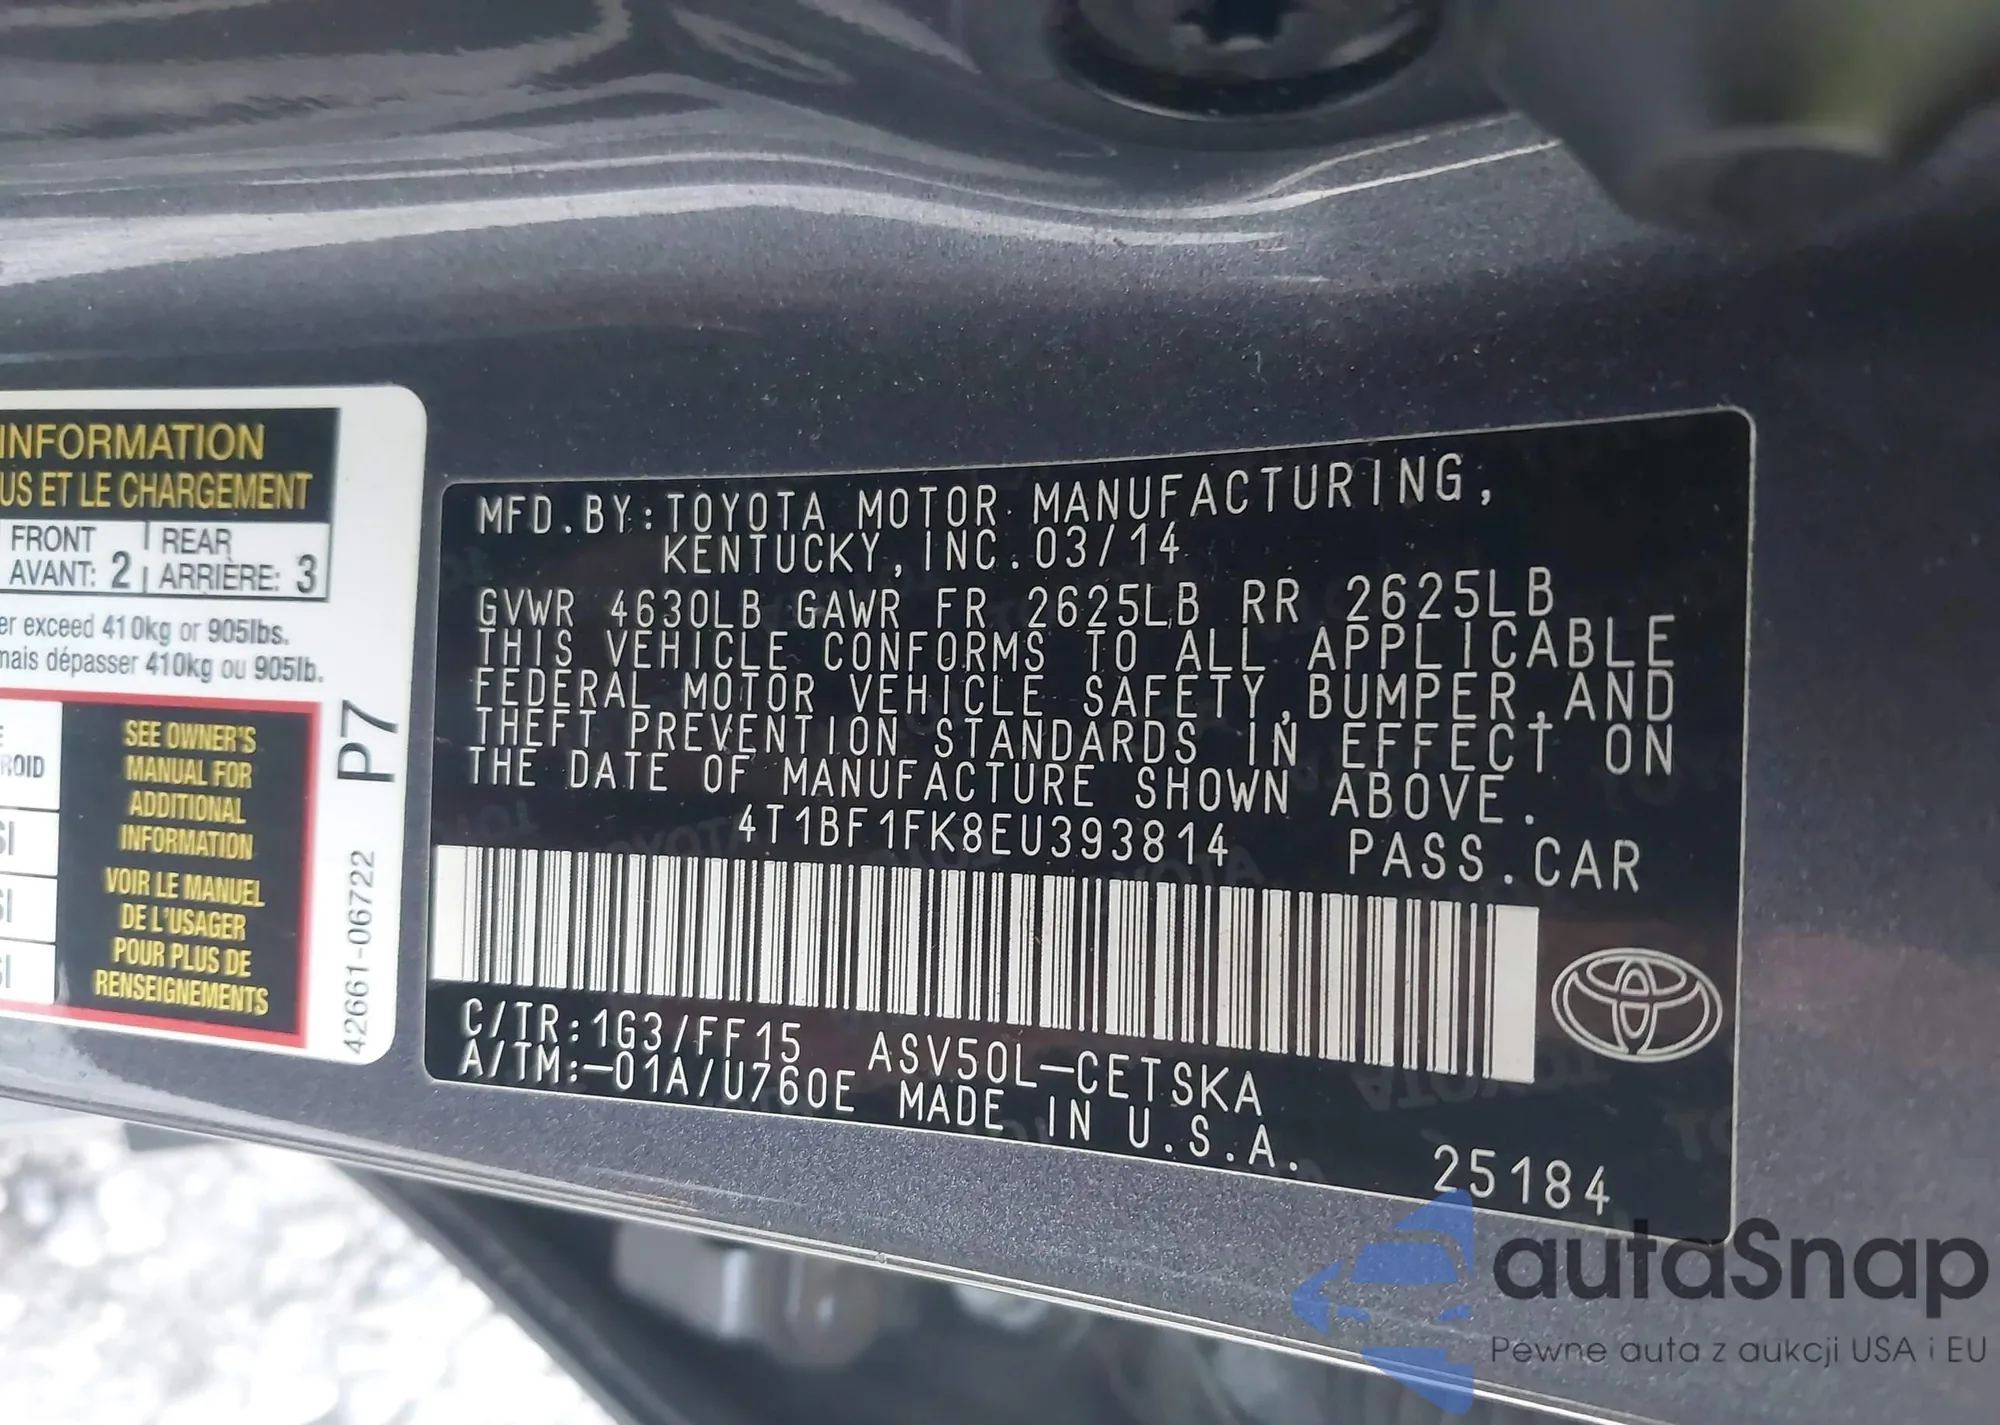 INFORMATION
US ET LE CHARGEMENT
FRONT REAR
AVANT: 2 ARRIÈRE: 3
er exceed 410kg or 905lbs.
mais dépasser 410kg ou 905lb.
ROID
SEE OWNER'S
MANUAL FOR
ADDITIONAL
INFORMATION
VOIR LE MANUEL
DE L'USAGER
POUR PLUS DE
RENSEIGNEMENTS
P7
42661-06722
MFD.BY:TOYOTA MOTOR MANUFACTURING,
KENTUCKY, INC. 03/14
GVWR 4630LB GAWR FR 2625LB RR 2625LB
THIS VEHICLE CONFORMS TO ALL APPLICABLE
FEDERAL MOTOR VEHICLE SAFETY,BUMPER,AND
THEFT PREVENTION STANDARDS IN EFFECT ON
THE DATE OF MANUFACTURE SHOWN ABOVE.
4T1BF1FK8EU393814 PASS.CAR
C/TR:1G3/FF15 ASV50L-CETSKA
A/TM:-01A/U760E MADE IN U.S.A.
25184
autaSnap
Pewne auta z aukcji USA i EU